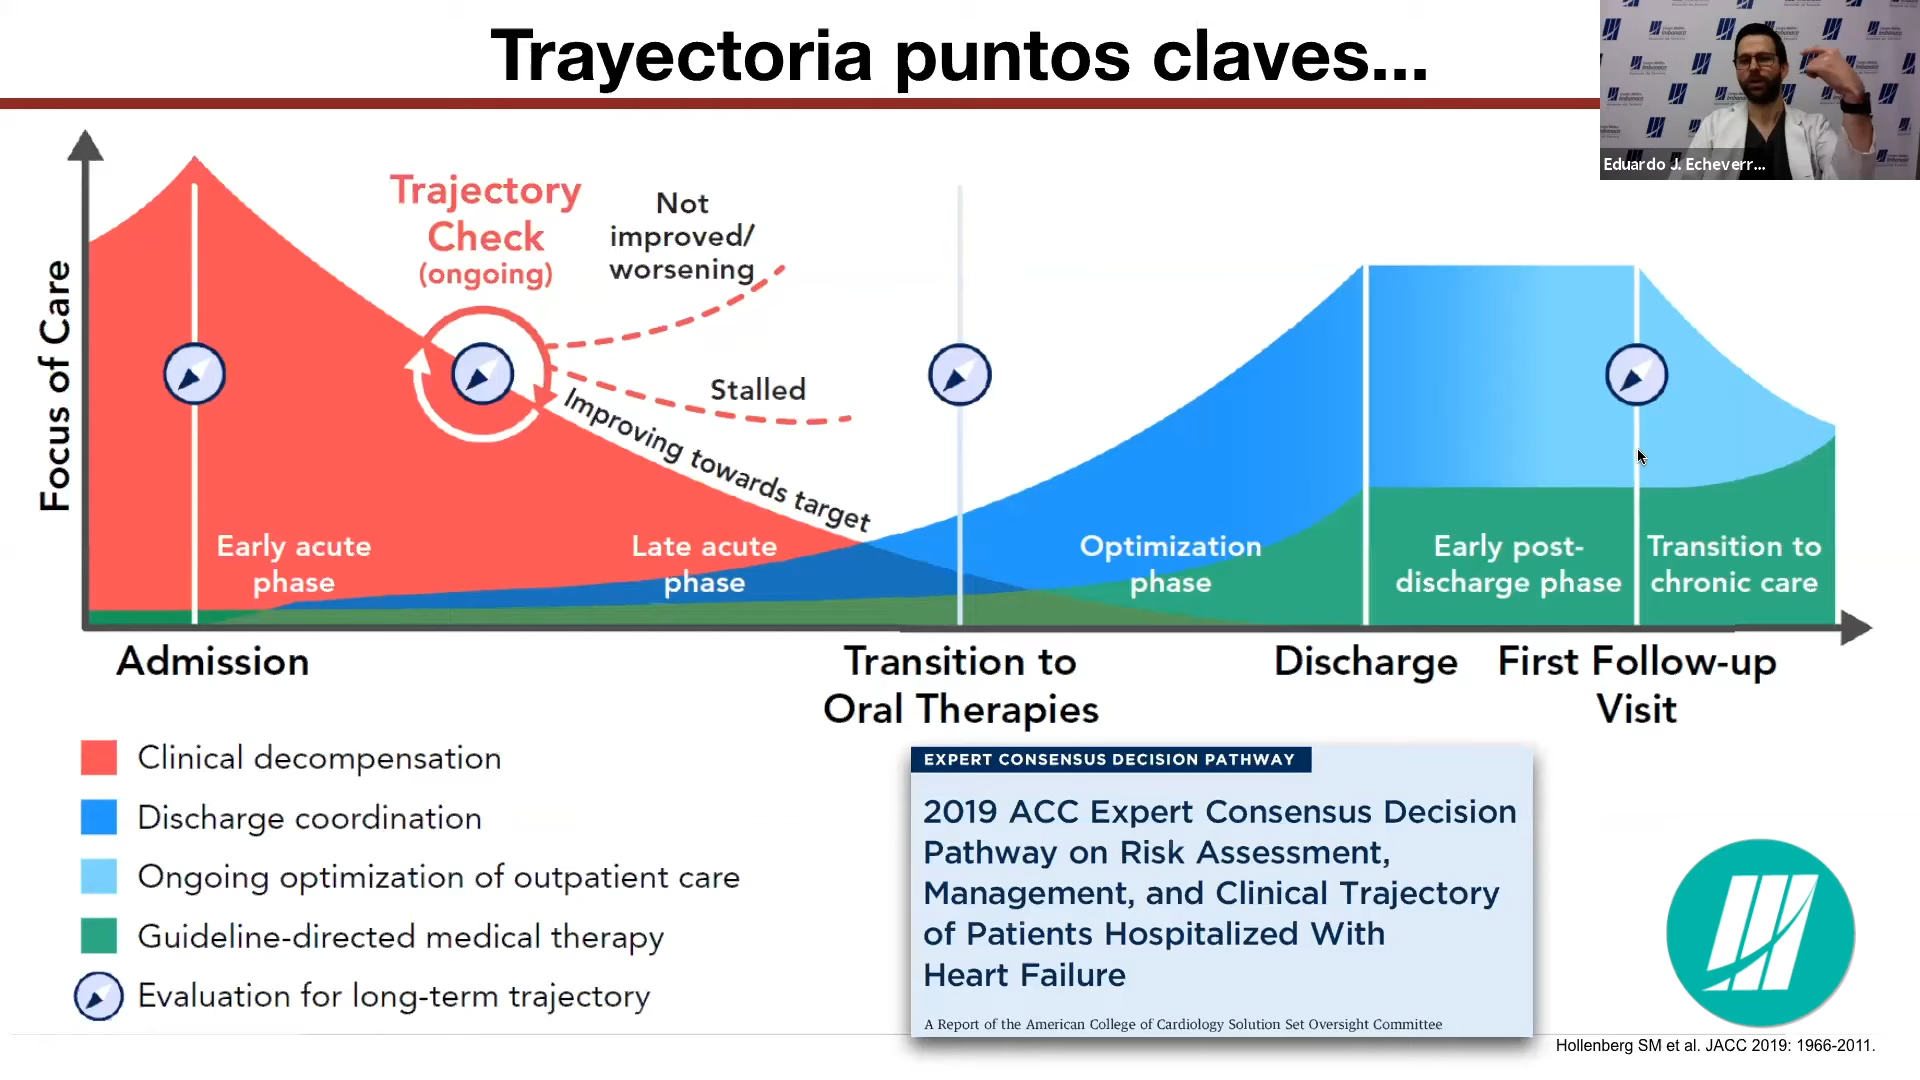 Trayectoria puntos claves...
Eduardo J. Echeverr...
Focus of Care
Trajectory
Check
(ongoing)
Not
improved/
worsening
Stalled
Improving towards target
Early acute
phase
Late acute
phase
Optimization
phase
Early post-
discharge phase
Transition to
chronic care
Admission
Transition to
Oral Therapies
Discharge
First Follow-up
Visit
Clinical decompensation
Discharge coordination
Ongoing optimization of outpatient care
Guideline-directed medical therapy
Evaluation for long-term trajectory
EXPERT CONSENSUS DECISION PATHWAY
2019 ACC Expert Consensus Decision
Pathway on Risk Assessment,
Management, and Clinical Trajectory
of Patients Hospitalized With
Heart Failure
A Report of the American College of Cardiology Solution Set Oversight Committee
Hollenberg SM et al. JACC 2019: 1966-2011.